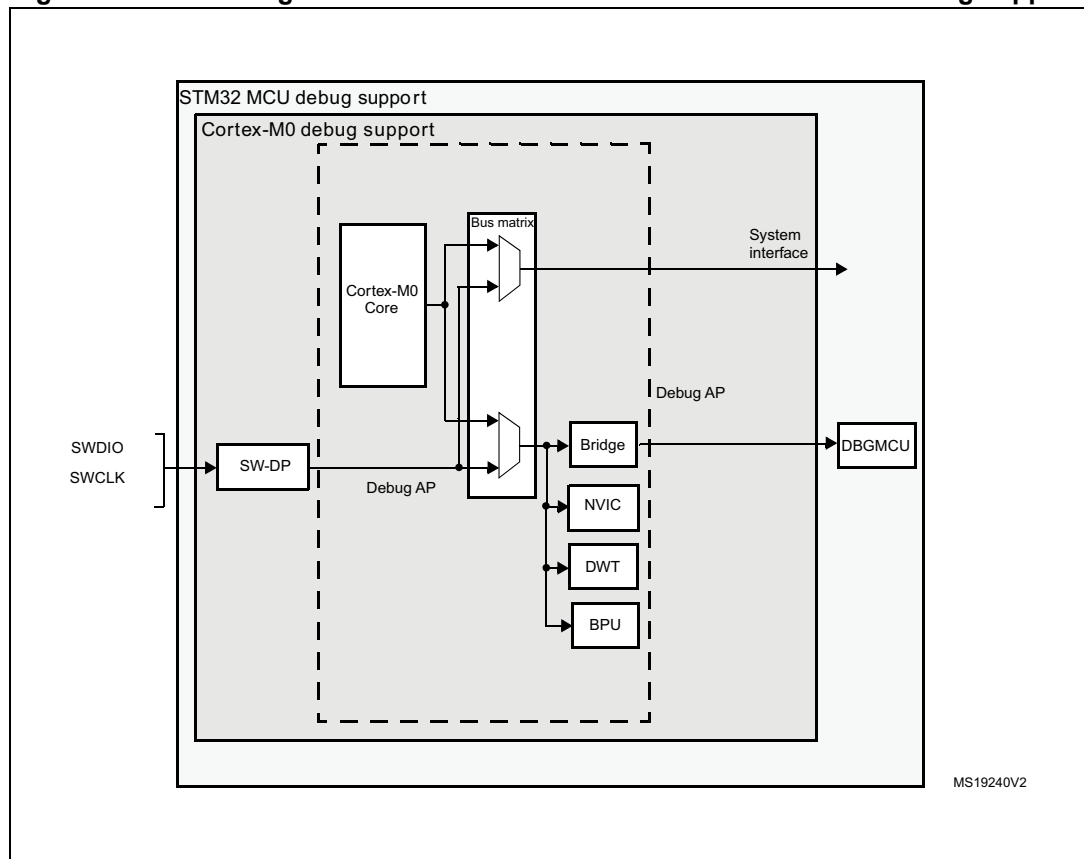 STM32 MCU debug support
Cortex-M0 debug support
Bus matrix
System
interface
Cortex-M0
Core
Debug AP
SWDIO
SWCLK
SW-DP
Debug AP
Bridge
DBGMCU
NVIC
DWT
BPU
MS19240V2